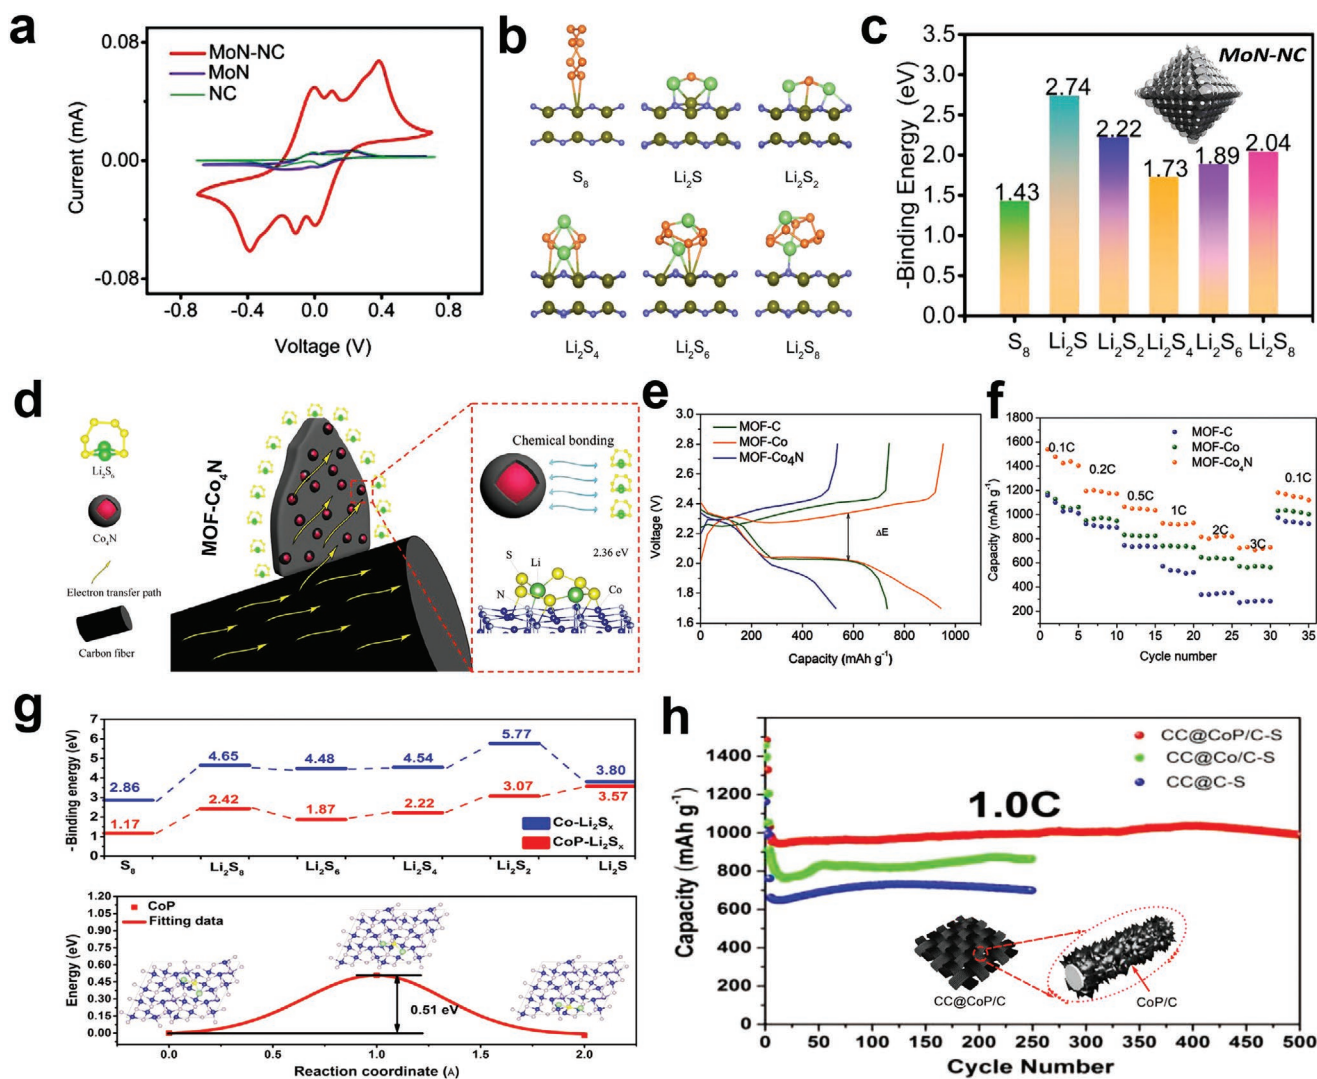 a
0.08
0.00
-0.08
Current (mA)
MoN-NC
MoN
NC
-0.8 -0.4 0.0 0.4 0.8
Voltage (V)
b
S₈ Li₂S Li₂S₂
Li₂S₄ Li₂S₆ Li₂S₈
c
MoN-NC
-Binding Energy (eV)
3.5
3.0
2.5
2.0
1.5
1.0
0.5
0.0
1.43 2.74 2.22 1.73 1.89 2.04
S₈ Li₂S Li₂S₂ Li₂S₄ Li₂S₆ Li₂S₈
d
Li₂S₆
Co₄N
Electron transfer path
Carbon fiber
MOF-Co₄N
Chemical bonding
2.36 eV
S
Li
N
Co
e
3.0
2.8
2.6
2.4
2.2
2.0
1.8
1.6
Voltage (V)
MOF-C
MOF-Co
MOF-Co₄N
ΔE
0 200 400 600 800 1000
Capacity (mAh g⁻¹)
f
1800
1600
1400
1200
1000
800
600
400
200
Capacity (mAh g⁻¹)
MOF-C
MOF-Co
MOF-Co₄N
0.1C
0.2C
0.5C
1C
2C
3C
0.1C
0 5 10 15 20 25 30 35
Cycle number
g
-Binding energy (eV)
7
6
5
4
3
2
1
0
2.86 4.65 4.48 4.54 5.77 3.80
1.17 2.42 1.87 2.22 3.07 3.57
Co-Li₂Sₓ
CoP-Li₂Sₓ
S₈ Li₂S₈ Li₂S₆ Li₂S₄ Li₂S₂ Li₂S
1.20
1.05
0.90
0.75
0.60
0.45
0.30
0.15
0.00
Energy (eV)
CoP
Fitting data
0.51 eV
0.0 0.5 1.0 1.5 2.0
Reaction coordinate (Å)
h
1400
1200
1000
800
600
400
200
0
Capacity (mAh g⁻¹)
CC@CoP/C-S
CC@Co/C-S
CC@C-S
1.0C
CC@CoP/C
CoP/C
0 50 100 150 200 250 300 350 400 450 500
Cycle Number